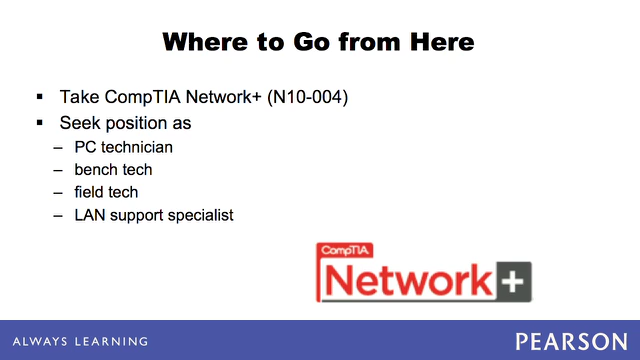 Where to Go from Here
▪ Take CompTIA Network+ (N10-004)
▪ Seek position as
– PC technician
– bench tech
– field tech
– LAN support specialist
CompTIA.
Network+
ALWAYS LEARNING
PEARSON